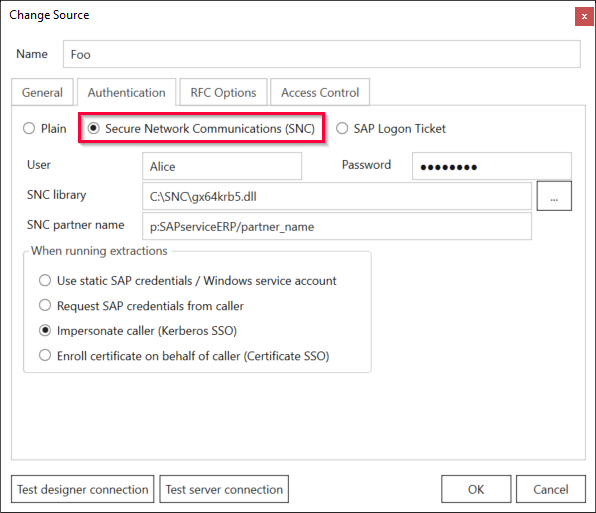 Change Source
x
Name Foo
General Authentication RFC Options Access Control
Plain Secure Network Communications (SNC) SAP Logon Ticket
User Alice Password ●●●●●●●●
SNC library C:\SNC\gx64krb5.dll ...
SNC partner name p:SAPserviceERP/partner_name
When running extractions
Use static SAP credentials / Windows service account
Request SAP credentials from caller
Impersonate caller (Kerberos SSO)
Enroll certificate on behalf of caller (Certificate SSO)
Test designer connection Test server connection OK Cancel